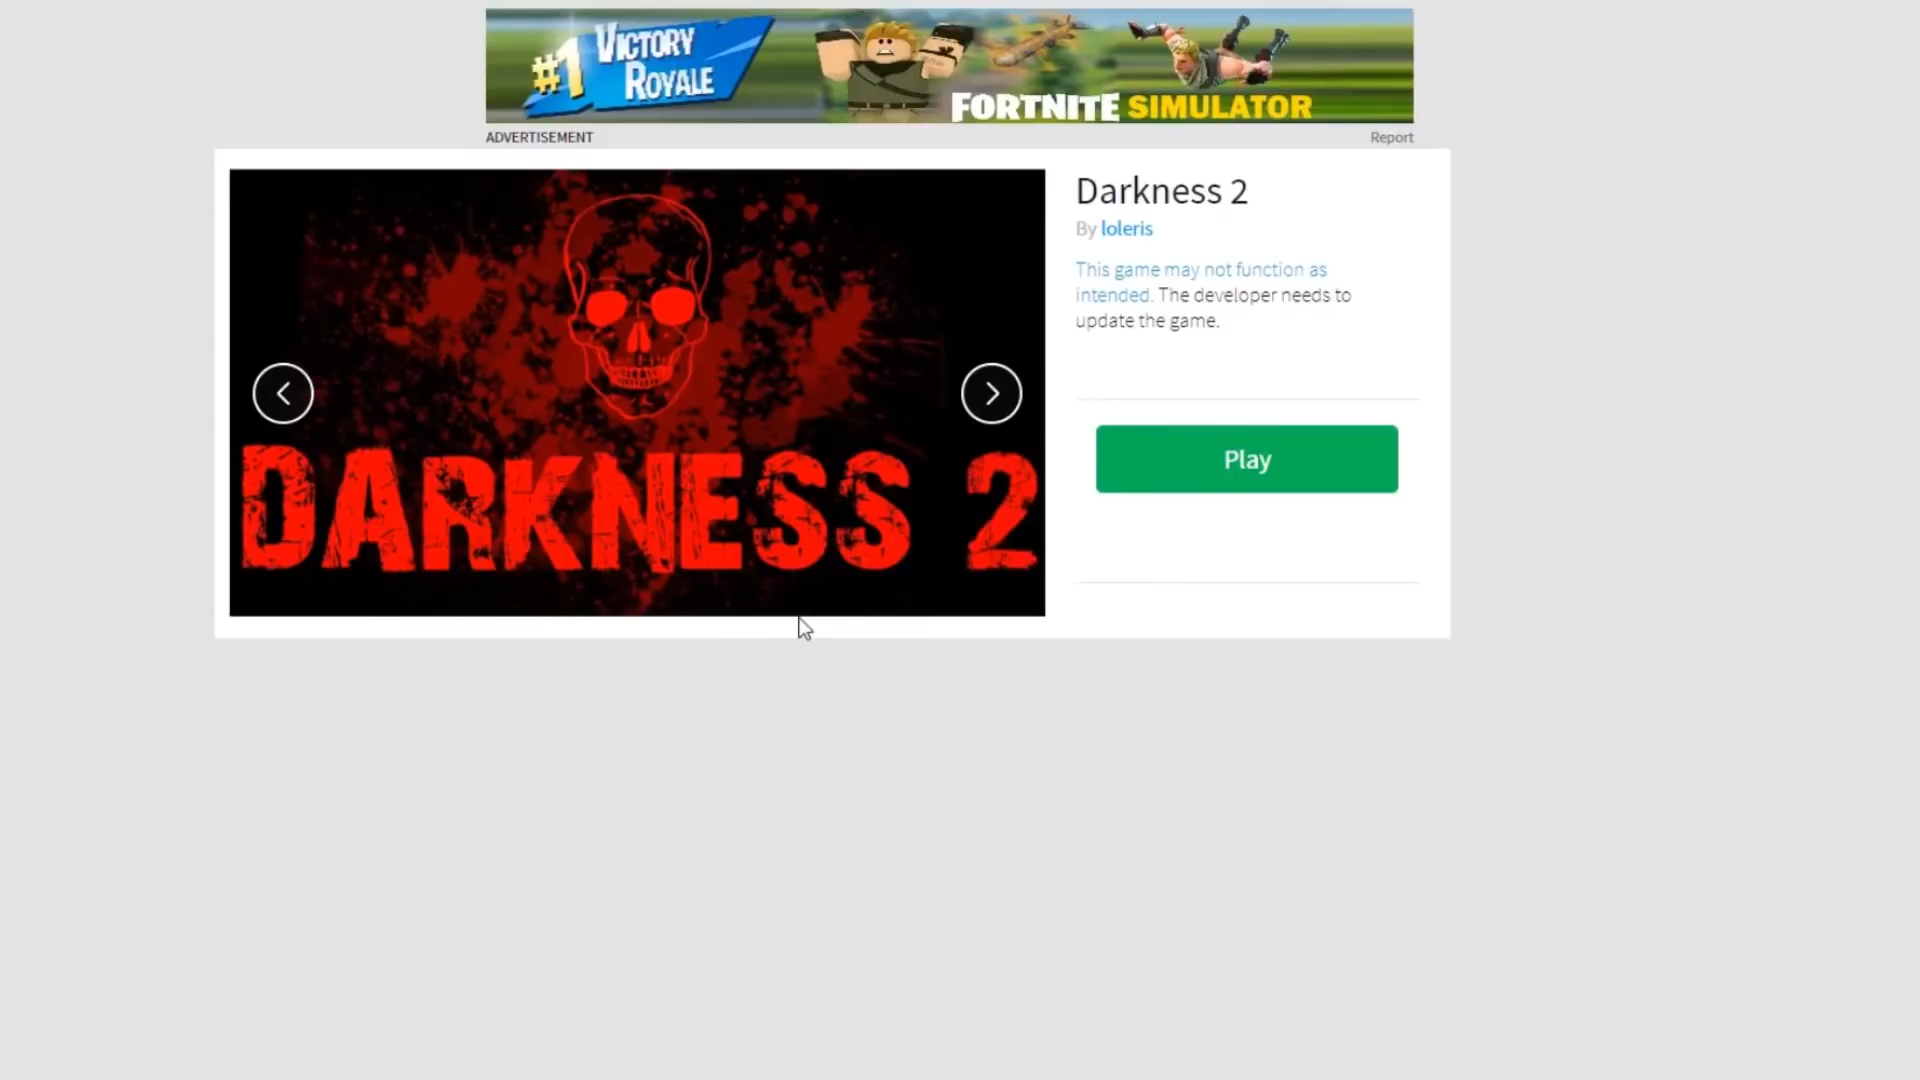 #1 VICTORY
ROYALE
FORTNITE SIMULATOR
ADVERTISEMENT
Report
DARKNESS 2
Darkness 2
By loleris
This game may not function as
intended. The developer needs to
update the game.
Play